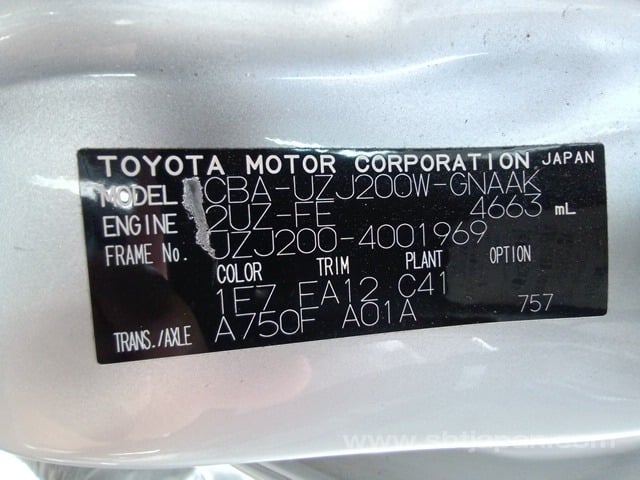 TOYOTA MOTOR CORPORATION JAPAN
MODEL CBA-UZJ200W-GNAAK
ENGINE 2UZ-FE 4663 mL
FRAME No. UZJ200-4001969
COLOR TRIM PLANT OPTION
1E7 FA12 C41
TRANS./AXLE A750F A01A 757
www.sbtjapan.com